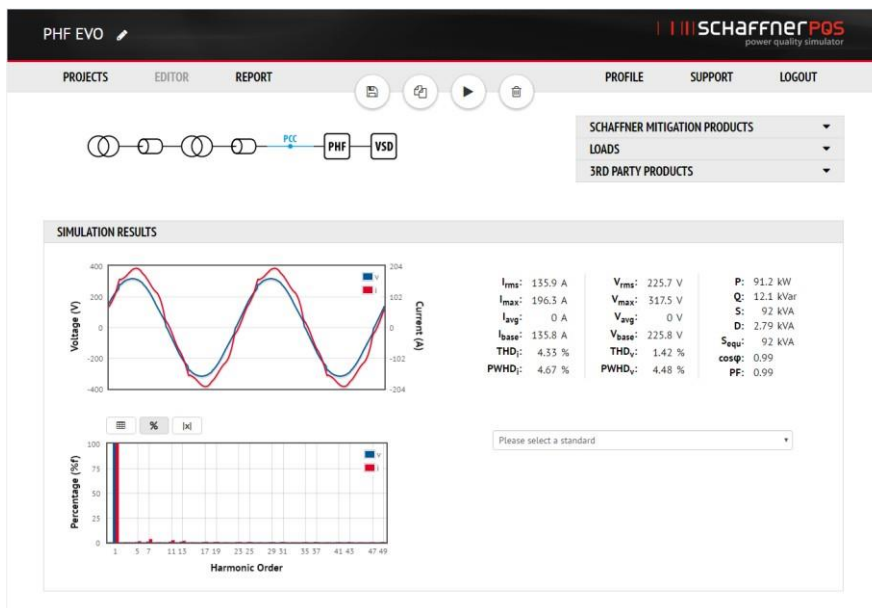 PHF EVO
SCHAFFNER PQS
power quality simulator
PROJECTS EDITOR REPORT PROFILE SUPPORT LOGOUT
PCC
PHF VSD
SCHAFFNER MITIGATION PRODUCTS
LOADS
3RD PARTY PRODUCTS
SIMULATION RESULTS
400 204
200 102
0 0
-200 -102
-400 -204
Voltage (V)
Current (A)
V
I
Irms: 135.9 A Vrms: 225.7 V P: 91.2 kW
Imax: 196.3 A Vmax: 317.5 V Q: 12.1 kVar
Iavg: 0 A Vavg: 0 V S: 92 kVA
Ibase: 135.8 A Vbase: 225.8 V D: 2.79 kVA
THDi: 4.33 % THDv: 1.42 % Sequ: 92 kVA
PWHDi: 4.67 % PWHDv: 4.48 % cosφ: 0.99
PF: 0.99
% |x|
Please select a standard
100
75
50
25
0
Percentage (%f)
V
I
1 5 7 11 13 17 19 23 25 29 31 35 37 41 43 47 49
Harmonic Order